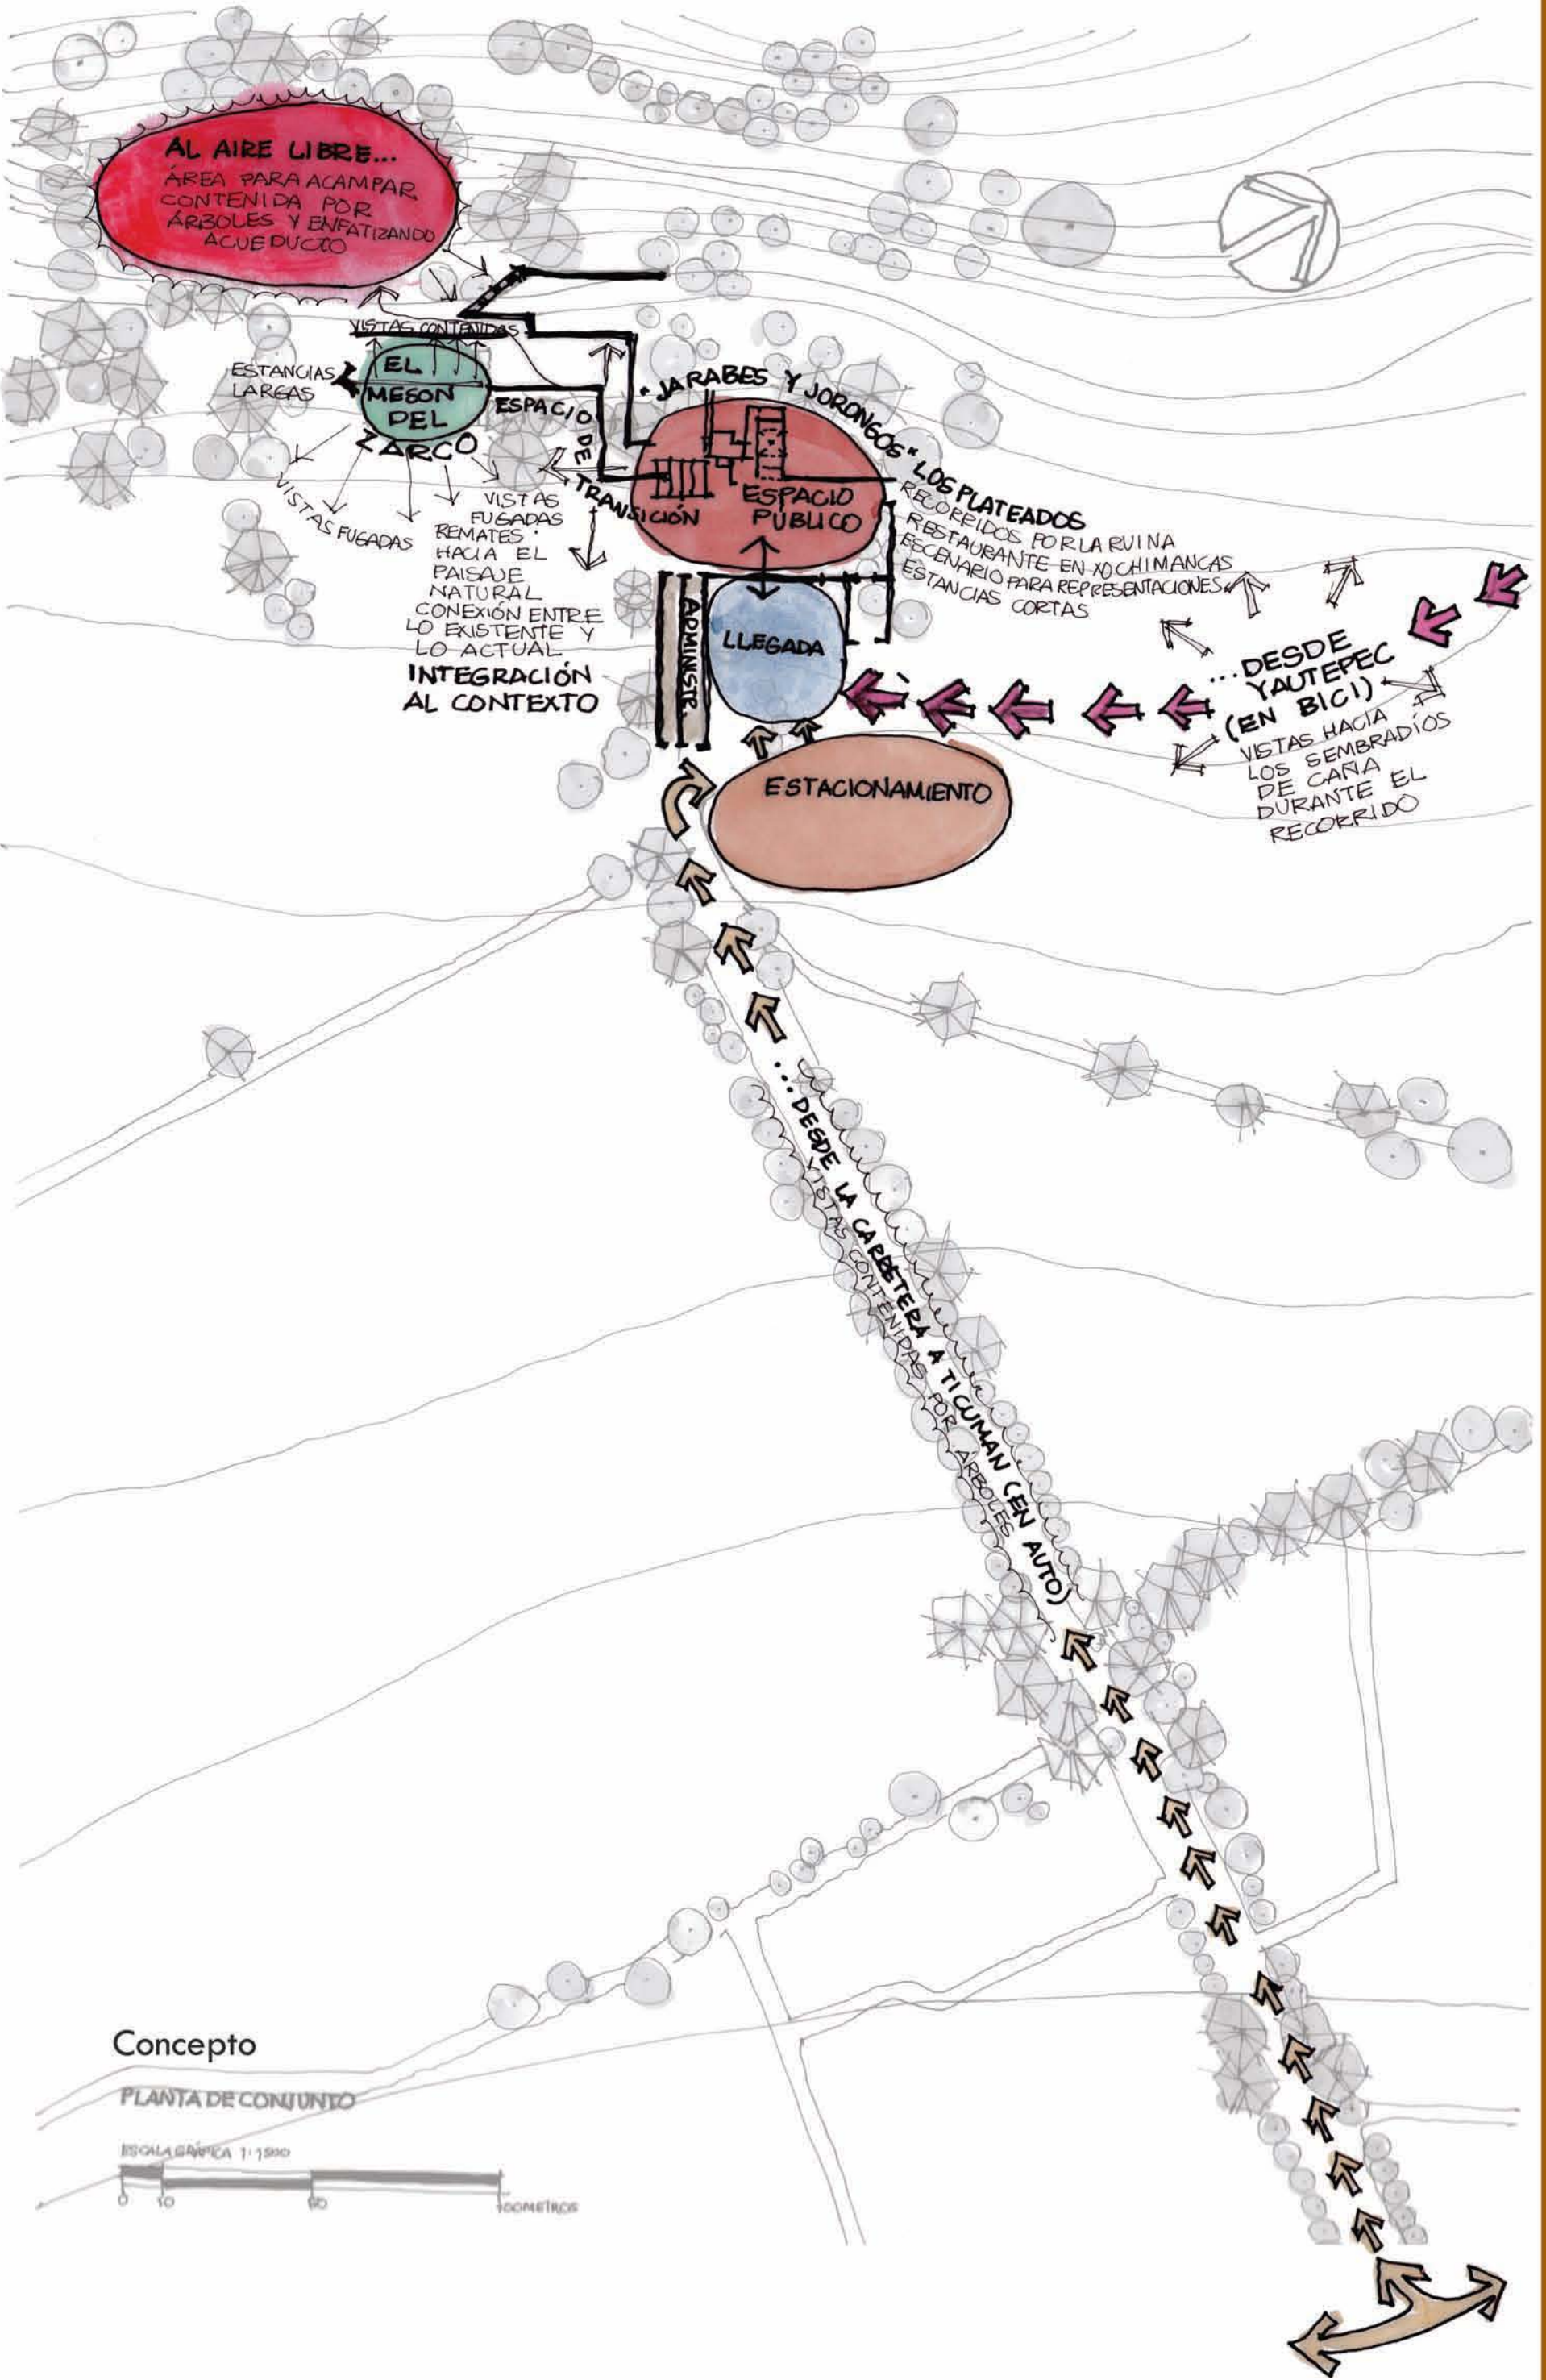 AL AIRE LIBRE...
ÁREA PARA ACAMPAR
CONTENIDA POR
ÁRBOLES Y ENFATIZANDO
ACUEDUCTO
VISTAS CONTENIDAS
ESTANCIAS
LARGAS
EL
MESON
DEL
ZARCO
ESPACIO DE TRANSICIÓN
VISTAS FUGADAS
VISTAS
FUGADAS
REMATES
HACIA EL
PAISAJE
NATURAL
CONEXIÓN ENTRE
LO EXISTENTE Y
LO ACTUAL
INTEGRACIÓN
AL CONTEXTO
"JARABES Y JORONGOS"
ESPACIO
PÚBLICO
LOS PLATEADOS
RECORRIDOS POR LA RUINA
RESTAURANTE EN XOCHIMANCAS
ESCENARIO PARA REPRESENTACIONES
ESTANCIAS CORTAS
ADMINISTR.
LLEGADA
...DESDE
YAUTEPEC
(EN BICI)
VISTAS HACIA
LOS SEMBRADÍOS
DE CAÑA
DURANTE EL
RECORRIDO
ESTACIONAMIENTO
...DESDE LA CARRETERA A TICUMAN (EN AUTO)
VISTAS CONTENIDAS POR ÁRBOLES
Concepto
PLANTA DE CONJUNTO
ESCALA GRÁFICA 1:1500
0 10 50 100METROS